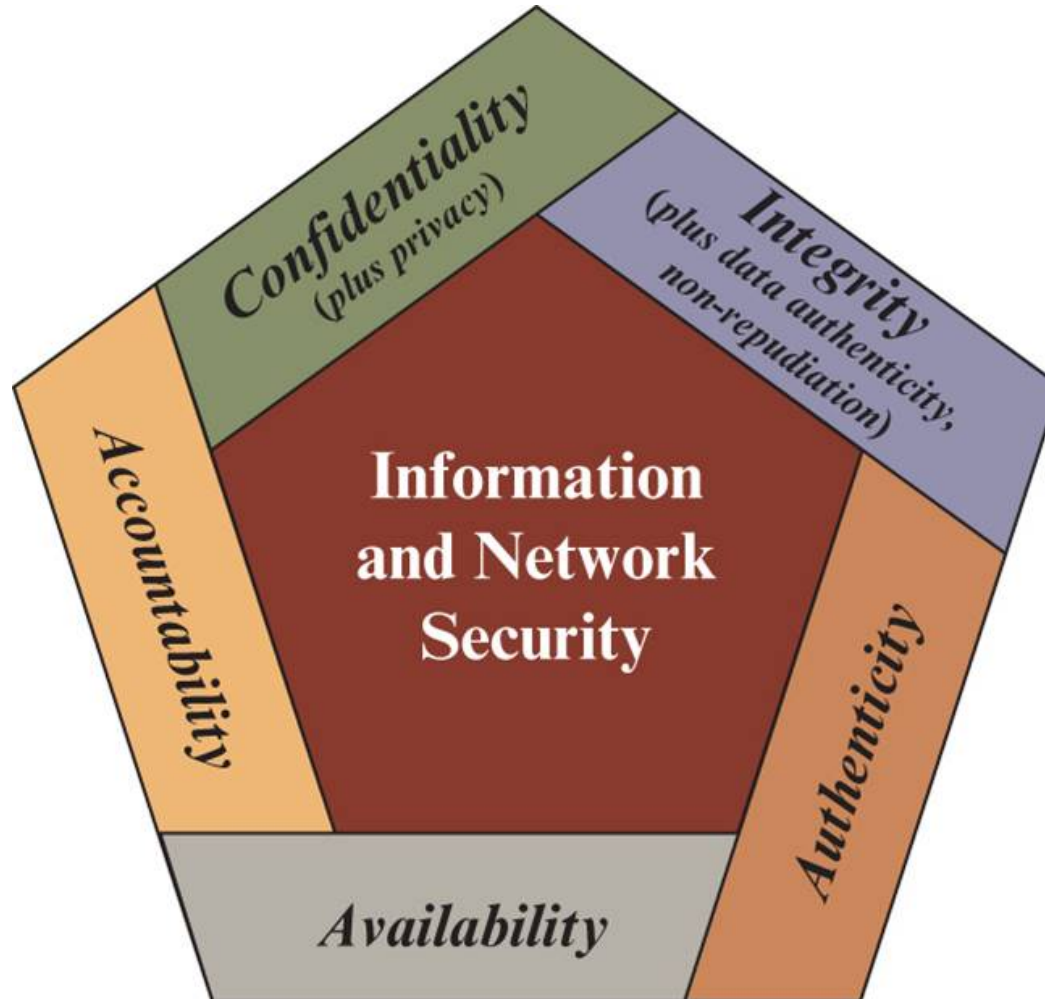 Confidentiality
(plus privacy)
Integrity
(plus data authenticity,
non-repudiation)
Information
and Network
Security
Accountability
Authenticity
Availability